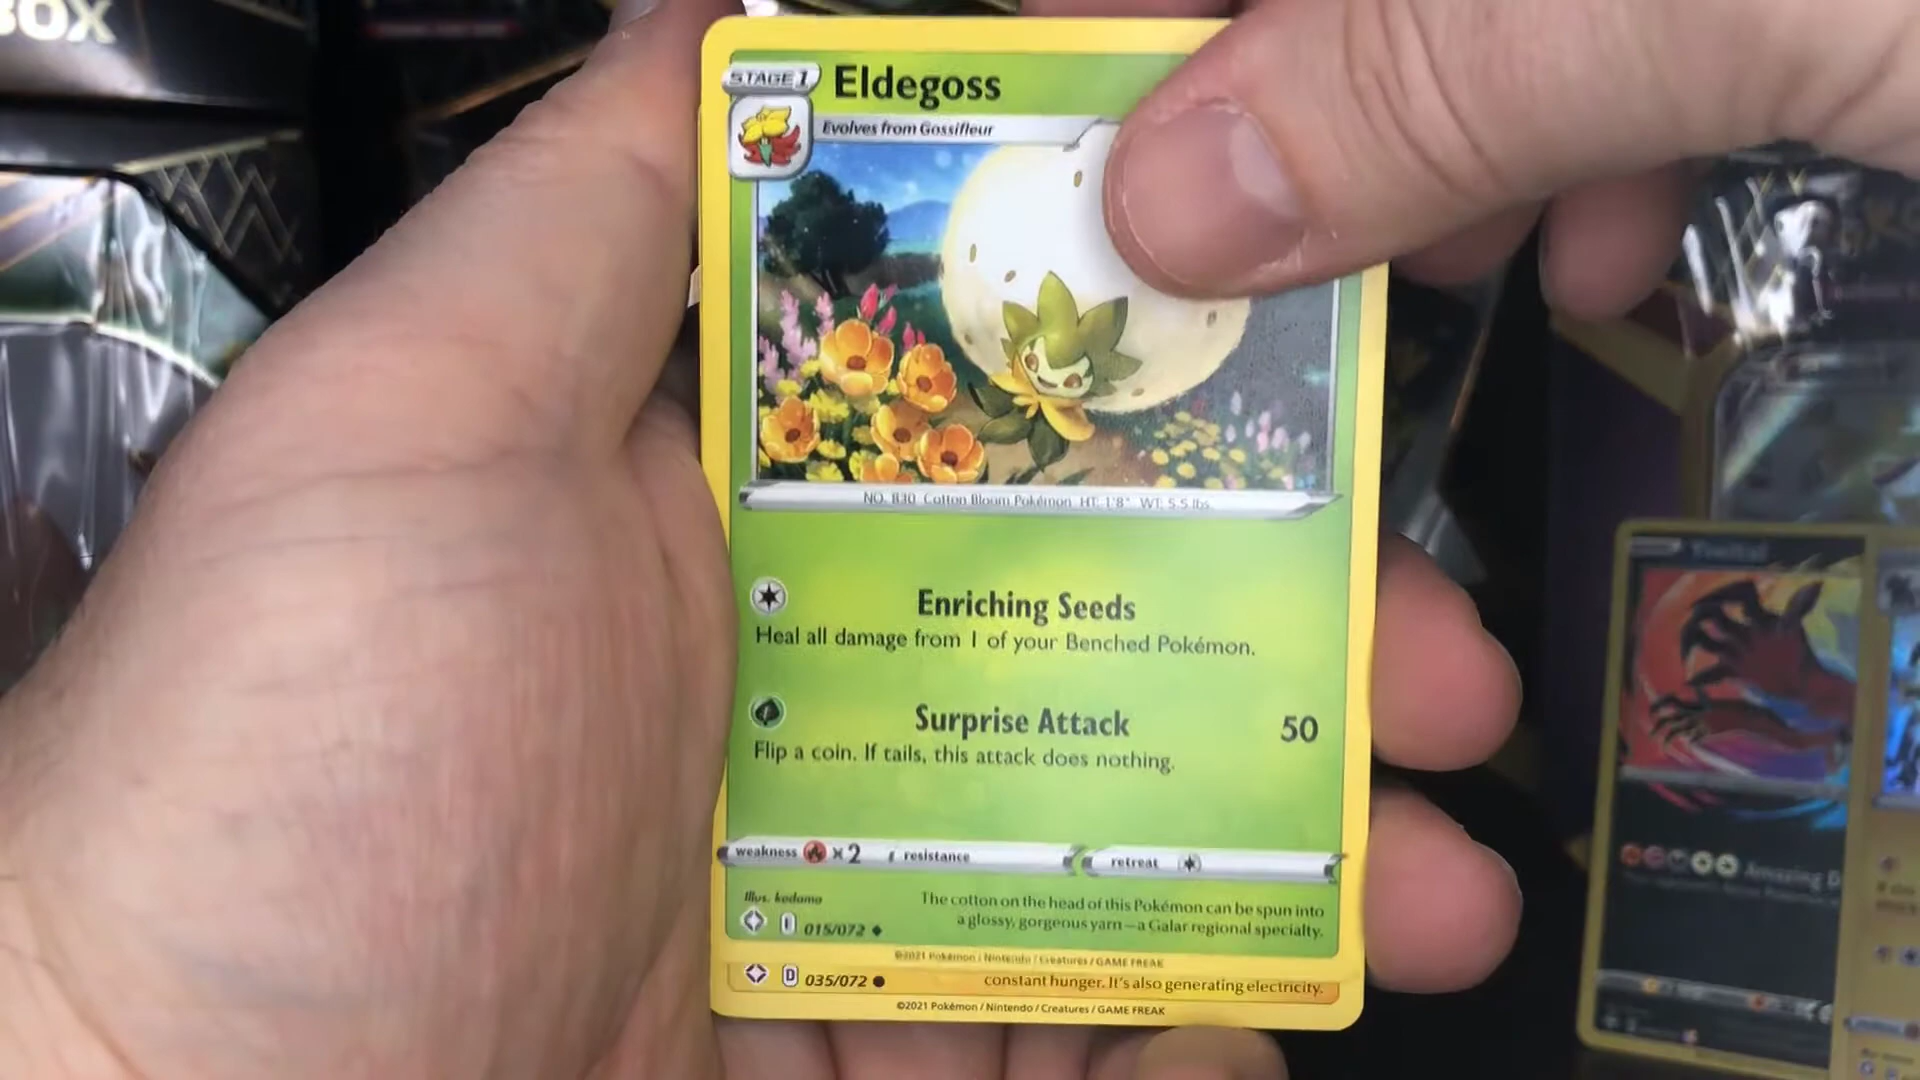 BOX
STAGE 1
Eldegoss
Evolves from Gossifleur
NO. 830 Cotton Bloom Pokémon HT: 1'8" WT: 5.5 lbs.
Enriching Seeds
Heal all damage from 1 of your Benched Pokémon.
Surprise Attack 50
Flip a coin. If tails, this attack does nothing.
weakness ×2 resistance retreat
Illus. kodama
The cotton on the head of this Pokémon can be spun into
a glossy, gorgeous yarn—a Galar regional specialty.
015/072
©2021 Pokémon / Nintendo / Creatures / GAME FREAK
D 035/072
constant hunger. It's also generating electricity.
©2021 Pokémon / Nintendo / Creatures / GAME FREAK
Yveltal
Amazing D